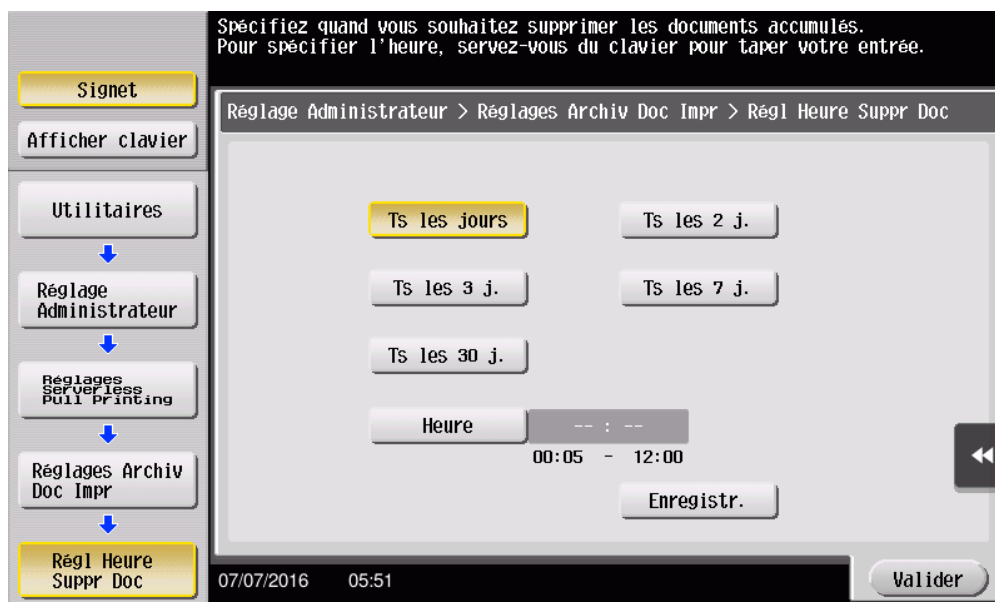 Spécifiez quand vous souhaitez supprimer les documents accumulés.
Pour spécifier l'heure, servez-vous du clavier pour taper votre entrée.
Signet
Afficher clavier
Utilitaires
Réglage
Administrateur
Réglages
Serverless
Pull Printing
Réglages Archiv
Doc Impr
Régl Heure
Suppr Doc
Réglage Administrateur > Réglages Archiv Doc Impr > Régl Heure Suppr Doc
Ts les jours
Ts les 2 j.
Ts les 3 j.
Ts les 7 j.
Ts les 30 j.
Heure
-- : --
00:05 - 12:00
Enregistr.
07/07/2016 05:51
Valider